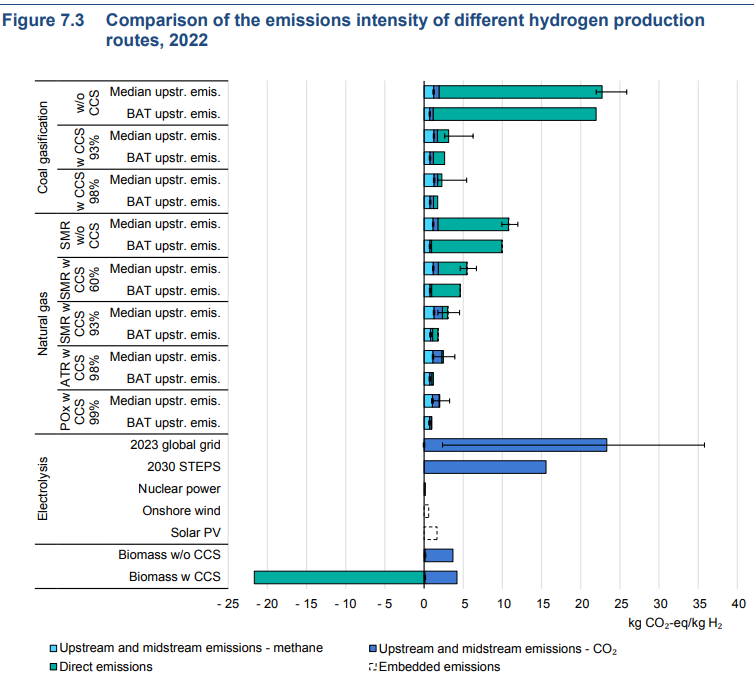 Figure 7.3 Comparison of the emissions intensity of different hydrogen production
routes, 2022
Coal gasification
w/o
CCS
Median upstr. emis.
BAT upstr. emis.
w CCS
93%
Median upstr. emis.
BAT upstr. emis.
w CCS
98%
Median upstr. emis.
BAT upstr. emis.
Natural gas
SMR
w/o
CCS
Median upstr. emis.
BAT upstr. emis.
SMR w
CCS
60%
Median upstr. emis.
BAT upstr. emis.
SMR w
CCS
93%
Median upstr. emis.
BAT upstr. emis.
ATR w
CCS
98%
Median upstr. emis.
BAT upstr. emis.
POx w
CCS
99%
Median upstr. emis.
BAT upstr. emis.
Electrolysis
2023 global grid
2030 STEPS
Nuclear power
Onshore wind
Solar PV
Biomass w/o CCS
Biomass w CCS
- 25 - 20 - 15 - 10 - 5 0 5 10 15 20 25 30 35 40
kg CO₂-eq/kg H₂
Upstream and midstream emissions - methane
Upstream and midstream emissions - CO₂
Direct emissions
Embedded emissions